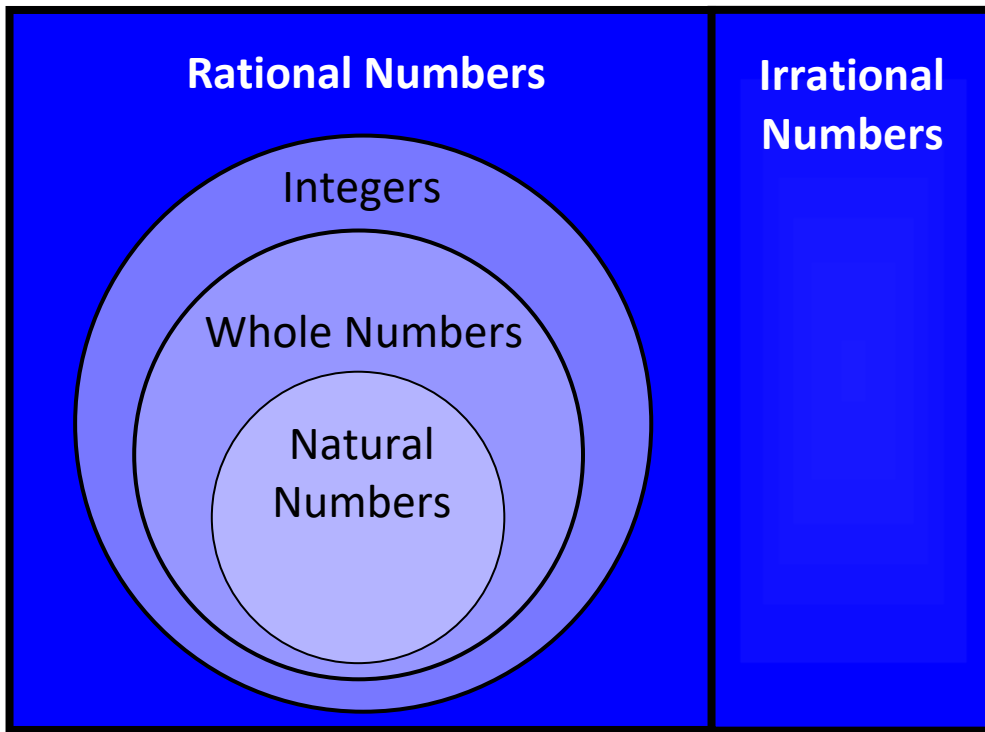 Rational Numbers
Irrational
Numbers
Integers
Whole Numbers
Natural
Numbers